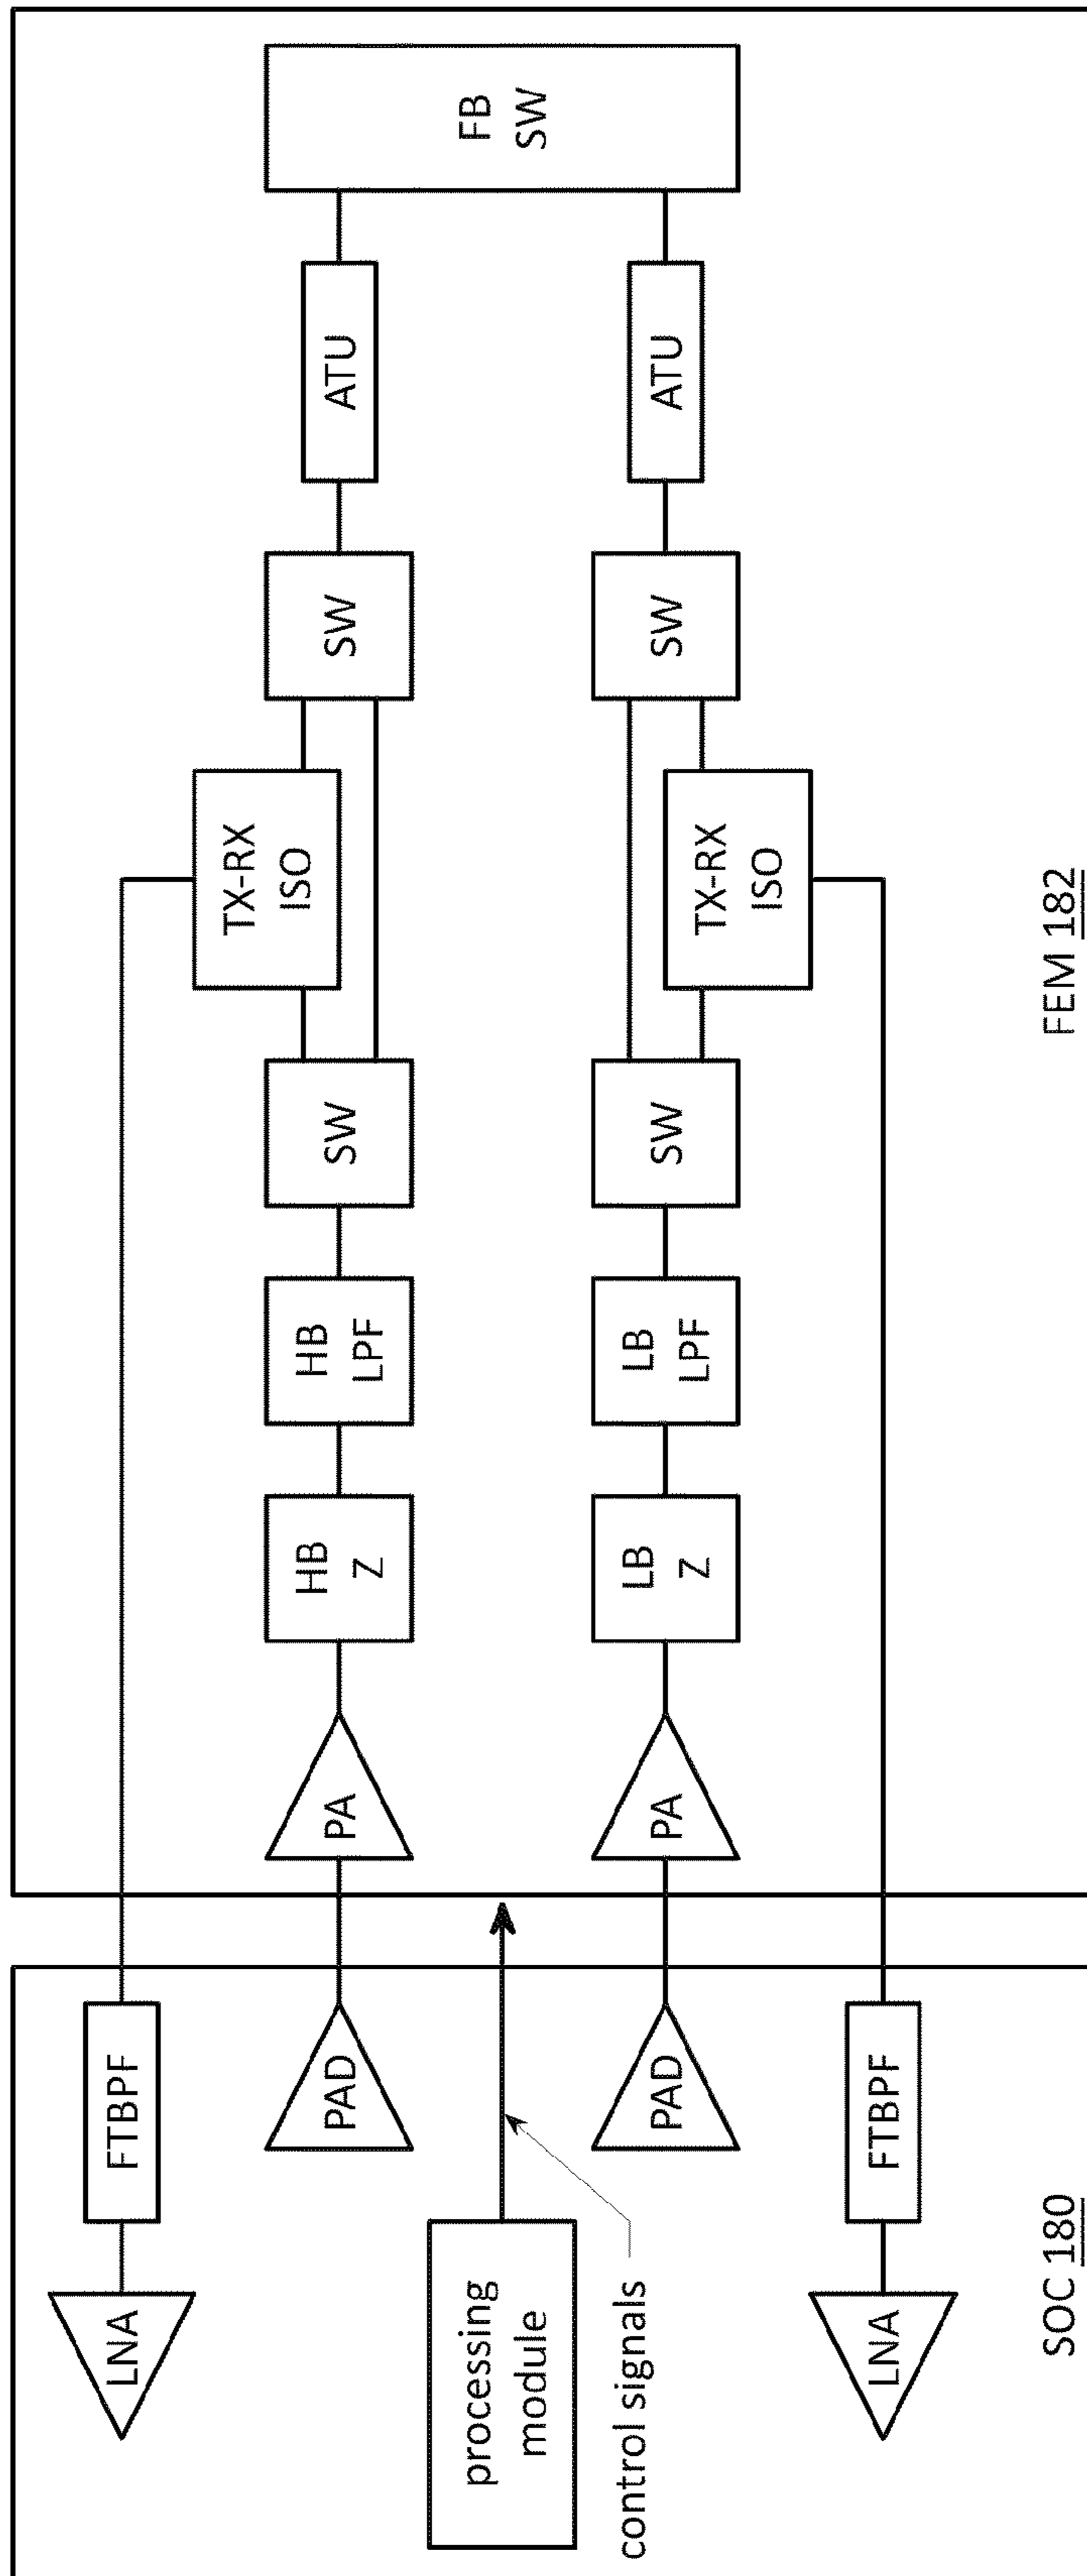 LNA
FTBPF
TX-RX
ISO
PAD
PA
HB
Z
HB
LPF
SW
SW
ATU
FB
SW
processing
module
control signals
PAD
PA
LB
Z
LB
LPF
SW
SW
ATU
TX-RX
ISO
LNA
FTBPF
SOC 180
FEM 182